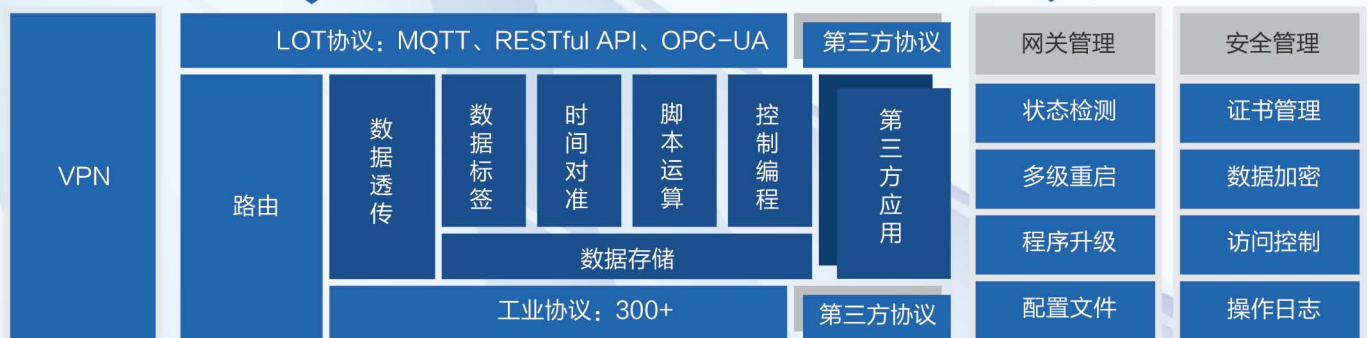 VPN
LOT协议：MQTT、RESTful API、OPC-UA
第三方协议
路由
数据透传
数据标签
时间对准
脚本运算
控制编程
第三方应用
数据存储
工业协议：300+
第三方协议
网关管理
状态检测
多级重启
程序升级
配置文件
安全管理
证书管理
数据加密
访问控制
操作日志